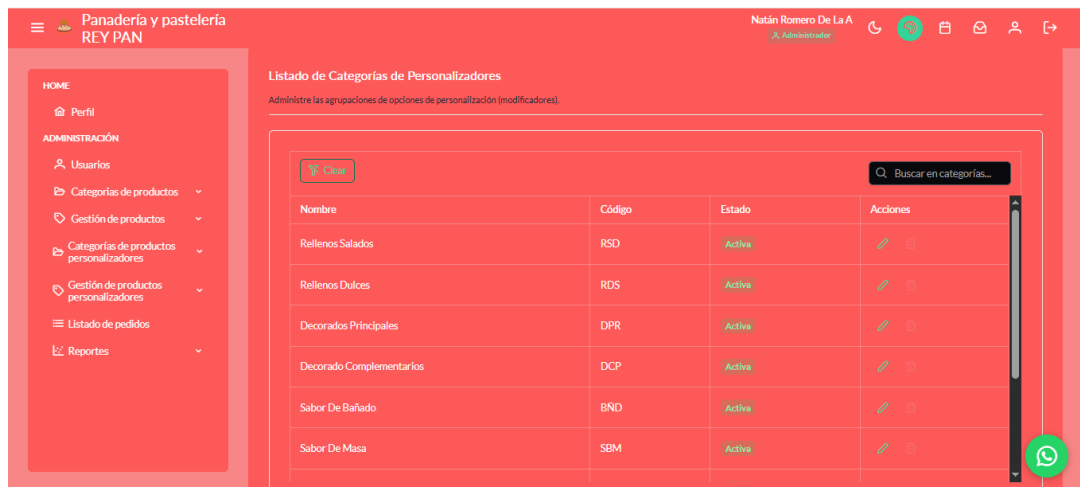 Panadería y pastelería
REY PAN
Natán Romero De La A
Administrador
HOME
Perfil
ADMINISTRACIÓN
Usuarios
Categorias de productos
Gestión de productos
Categorías de productos
personalizadores
Gestión de productos
personalizadores
Listado de pedidos
Reportes
Listado de Categorías de Personalizadores
Administre las agrupaciones de opciones de personalización (modificadores).
Clear
Buscar en categorías...
Nombre Código Estado Acciones
Rellenos Salados RSD Activa
Rellenos Dulces RDS Activa
Decorados Principales DPR Activa
Decorado Complementarios DCP Activa
Sabor De Bañado BÑD Activa
Sabor De Masa SBM Activa